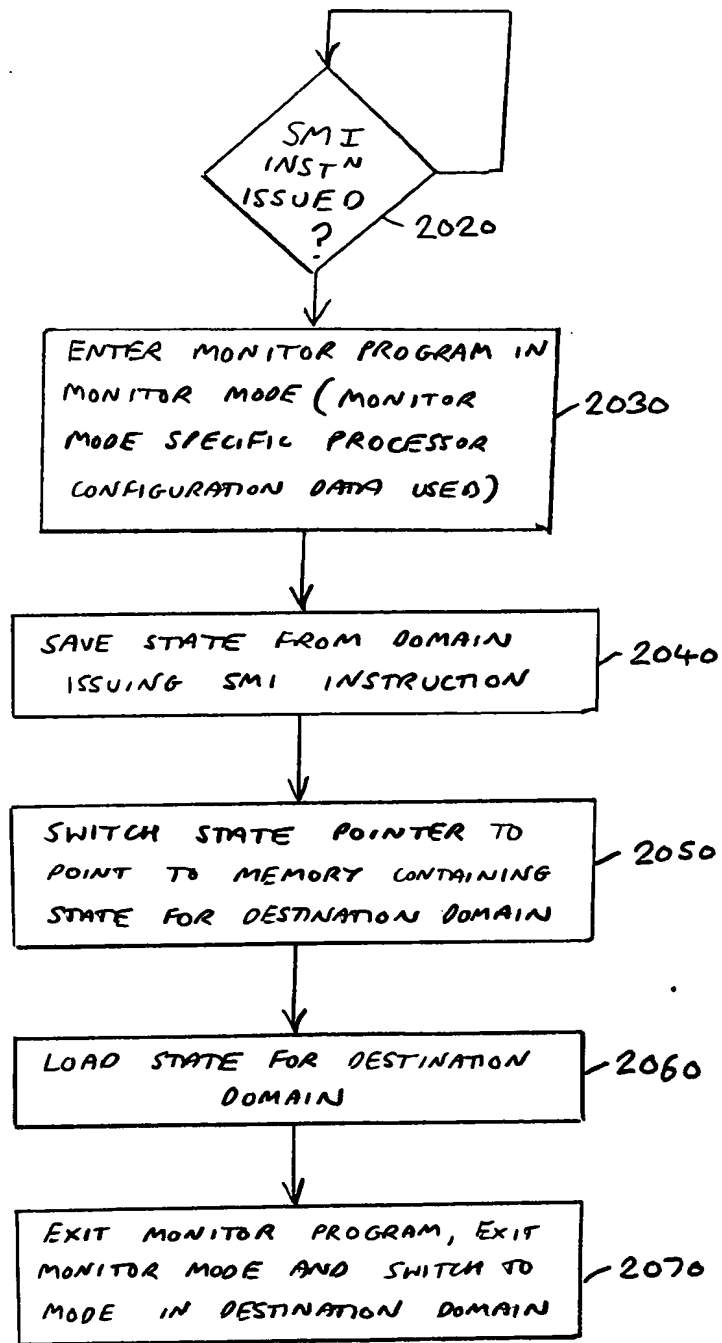 SMI
INSTN
ISSUED
?
2020
ENTER MONITOR PROGRAM IN
MONITOR MODE (MONITOR
MODE SPECIFIC PROCESSOR
CONFIGURATION DATA USED)
2030
SAVE STATE FROM DOMAIN
ISSUING SMI INSTRUCTION
2040
SWITCH STATE POINTER TO
POINT TO MEMORY CONTAINING
STATE FOR DESTINATION DOMAIN
2050
LOAD STATE FOR DESTINATION
DOMAIN
2060
EXIT MONITOR PROGRAM, EXIT
MONITOR MODE AND SWITCH TO
MODE IN DESTINATION DOMAIN
2070